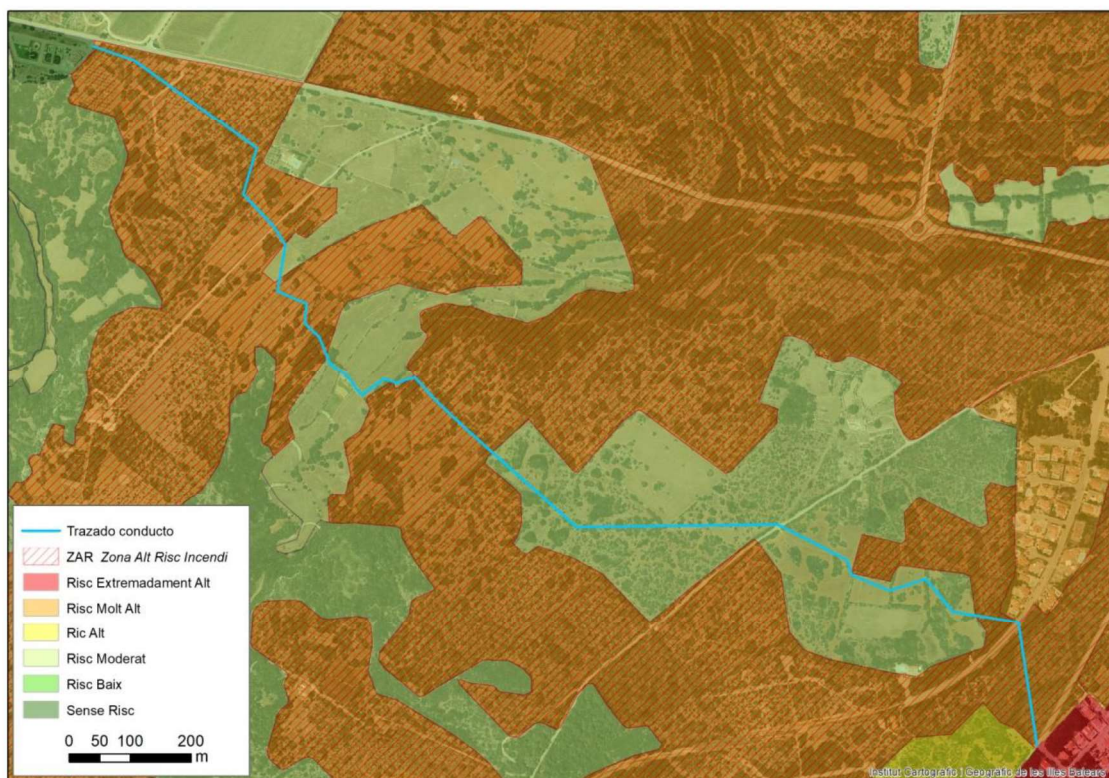 Trazado conducto
ZAR Zona Alt Risc Incendi
Risc Extremadament Alt
Risc Molt Alt
Ric Alt
Risc Moderat
Risc Baix
Sense Risc
0 50 100 200
m
Institut Cartogràfic i Geogràfic de les Illes Balears